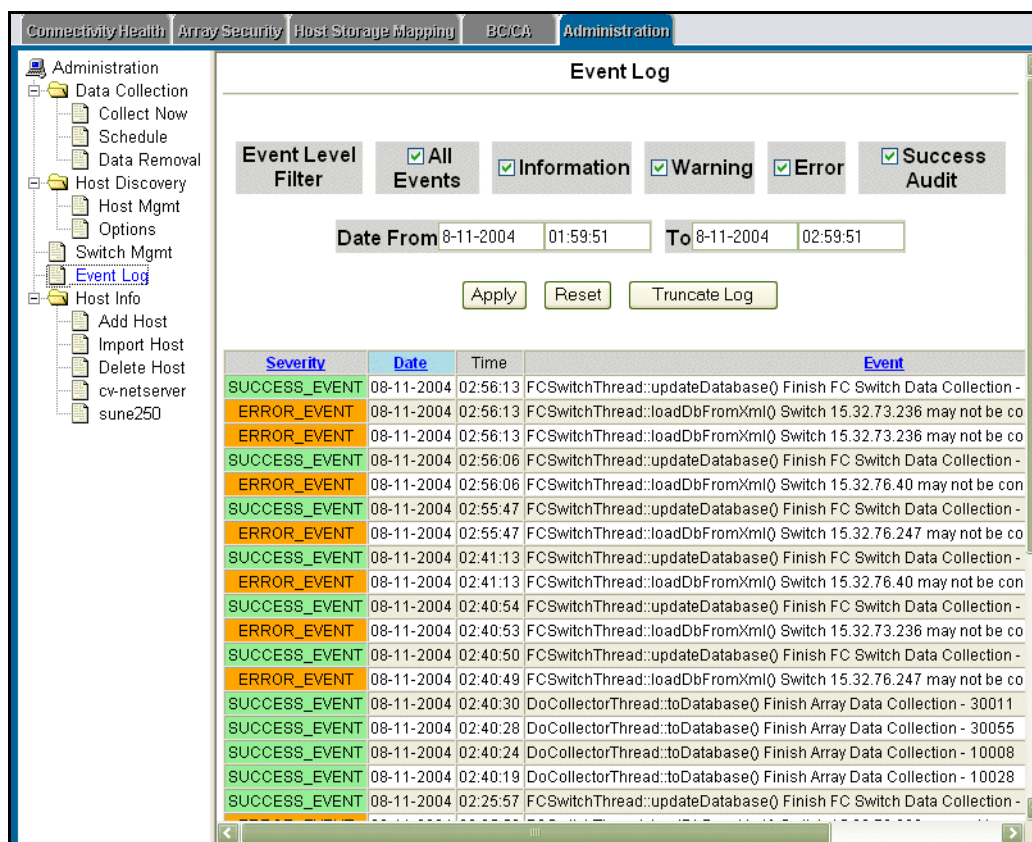 Connectivity Health Array Security Host Storage Mapping BC/CA Administration
Administration
Data Collection
Collect Now
Schedule
Data Removal
Host Discovery
Host Mgmt
Options
Switch Mgmt
Event Log
Host Info
Add Host
Import Host
Delete Host
cv-netserver
sune250
Event Log
Event Level Filter All Events Information Warning Error Success Audit
Date From 8-11-2004 01:59:51 To 8-11-2004 02:59:51
Apply Reset Truncate Log
Severity Date Time Event
SUCCESS_EVENT 08-11-2004 02:56:13 FCSwitchThread::updateDatabase() Finish FC Switch Data Collection -
ERROR_EVENT 08-11-2004 02:56:13 FCSwitchThread::loadDbFromXml() Switch 15.32.73.236 may not be co
ERROR_EVENT 08-11-2004 02:56:13 FCSwitchThread::loadDbFromXml() Switch 15.32.73.236 may not be co
SUCCESS_EVENT 08-11-2004 02:56:06 FCSwitchThread::updateDatabase() Finish FC Switch Data Collection -
ERROR_EVENT 08-11-2004 02:56:06 FCSwitchThread::loadDbFromXml() Switch 15.32.76.40 may not be con
SUCCESS_EVENT 08-11-2004 02:55:47 FCSwitchThread::updateDatabase() Finish FC Switch Data Collection -
ERROR_EVENT 08-11-2004 02:55:47 FCSwitchThread::loadDbFromXml() Switch 15.32.76.247 may not be co
SUCCESS_EVENT 08-11-2004 02:41:13 FCSwitchThread::updateDatabase() Finish FC Switch Data Collection -
ERROR_EVENT 08-11-2004 02:41:13 FCSwitchThread::loadDbFromXml() Switch 15.32.76.40 may not be con
SUCCESS_EVENT 08-11-2004 02:40:54 FCSwitchThread::updateDatabase() Finish FC Switch Data Collection -
ERROR_EVENT 08-11-2004 02:40:53 FCSwitchThread::loadDbFromXml() Switch 15.32.73.236 may not be co
SUCCESS_EVENT 08-11-2004 02:40:50 FCSwitchThread::updateDatabase() Finish FC Switch Data Collection -
ERROR_EVENT 08-11-2004 02:40:49 FCSwitchThread::loadDbFromXml() Switch 15.32.76.247 may not be co
SUCCESS_EVENT 08-11-2004 02:40:30 DoCollectorThread::toDatabase() Finish Array Data Collection - 30011
SUCCESS_EVENT 08-11-2004 02:40:28 DoCollectorThread::toDatabase() Finish Array Data Collection - 30055
SUCCESS_EVENT 08-11-2004 02:40:24 DoCollectorThread::toDatabase() Finish Array Data Collection - 10008
SUCCESS_EVENT 08-11-2004 02:40:19 DoCollectorThread::toDatabase() Finish Array Data Collection - 10028
SUCCESS_EVENT 08-11-2004 02:25:57 FCSwitchThread::updateDatabase() Finish FC Switch Data Collection -